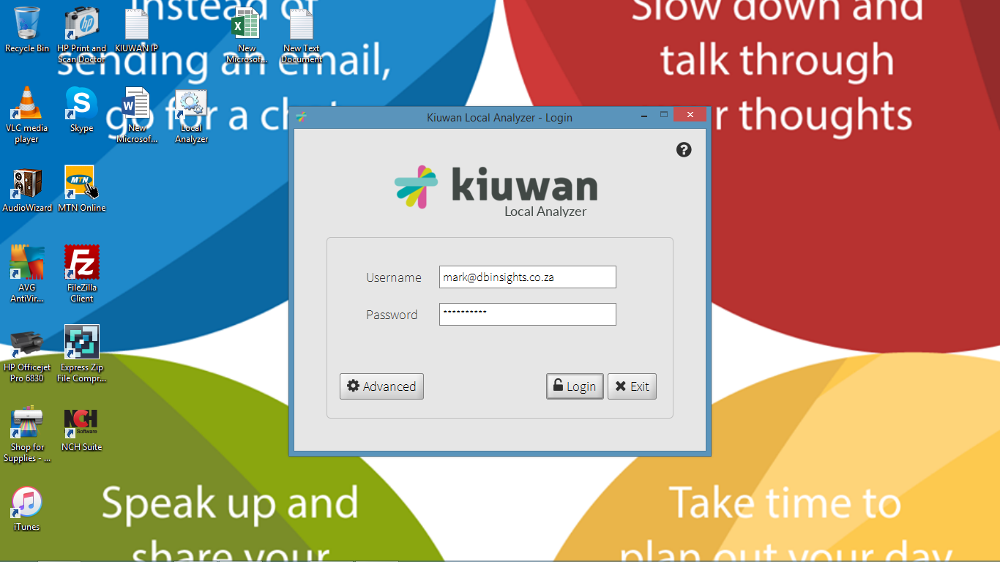 Instead of
sending an email,
go for a ch
Slow down and
talk through
r thoughts
Speak up and
share your
Take time to
plan out your day
Recycle Bin
HP Print and
Scan Doctor
KIUWAN IP
New
Microsof...
New Text
Document
VLC media
player
Skype
New
Microsof...
Local
Analyzer
AudioWizard
MTN
MTN Online
AVG
AntiVir...
FileZilla
Client
HP Officejet
Pro 6830
Express Zip
File Compr...
Shop for
Supplies - ...
NCH
Software
NCH Suite
iTunes
Kiuwan Local Analyzer - Login
kiuwan
Local Analyzer
Username
mark@dbinsights.co.za
Password
**********
Advanced
Login
Exit